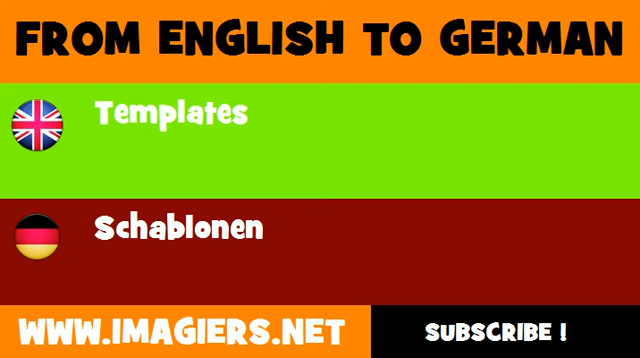 FROM ENGLISH TO GERMAN
Templates
Schablonen
WWW.IMAGIERS.NET
SUBSCRIBE !